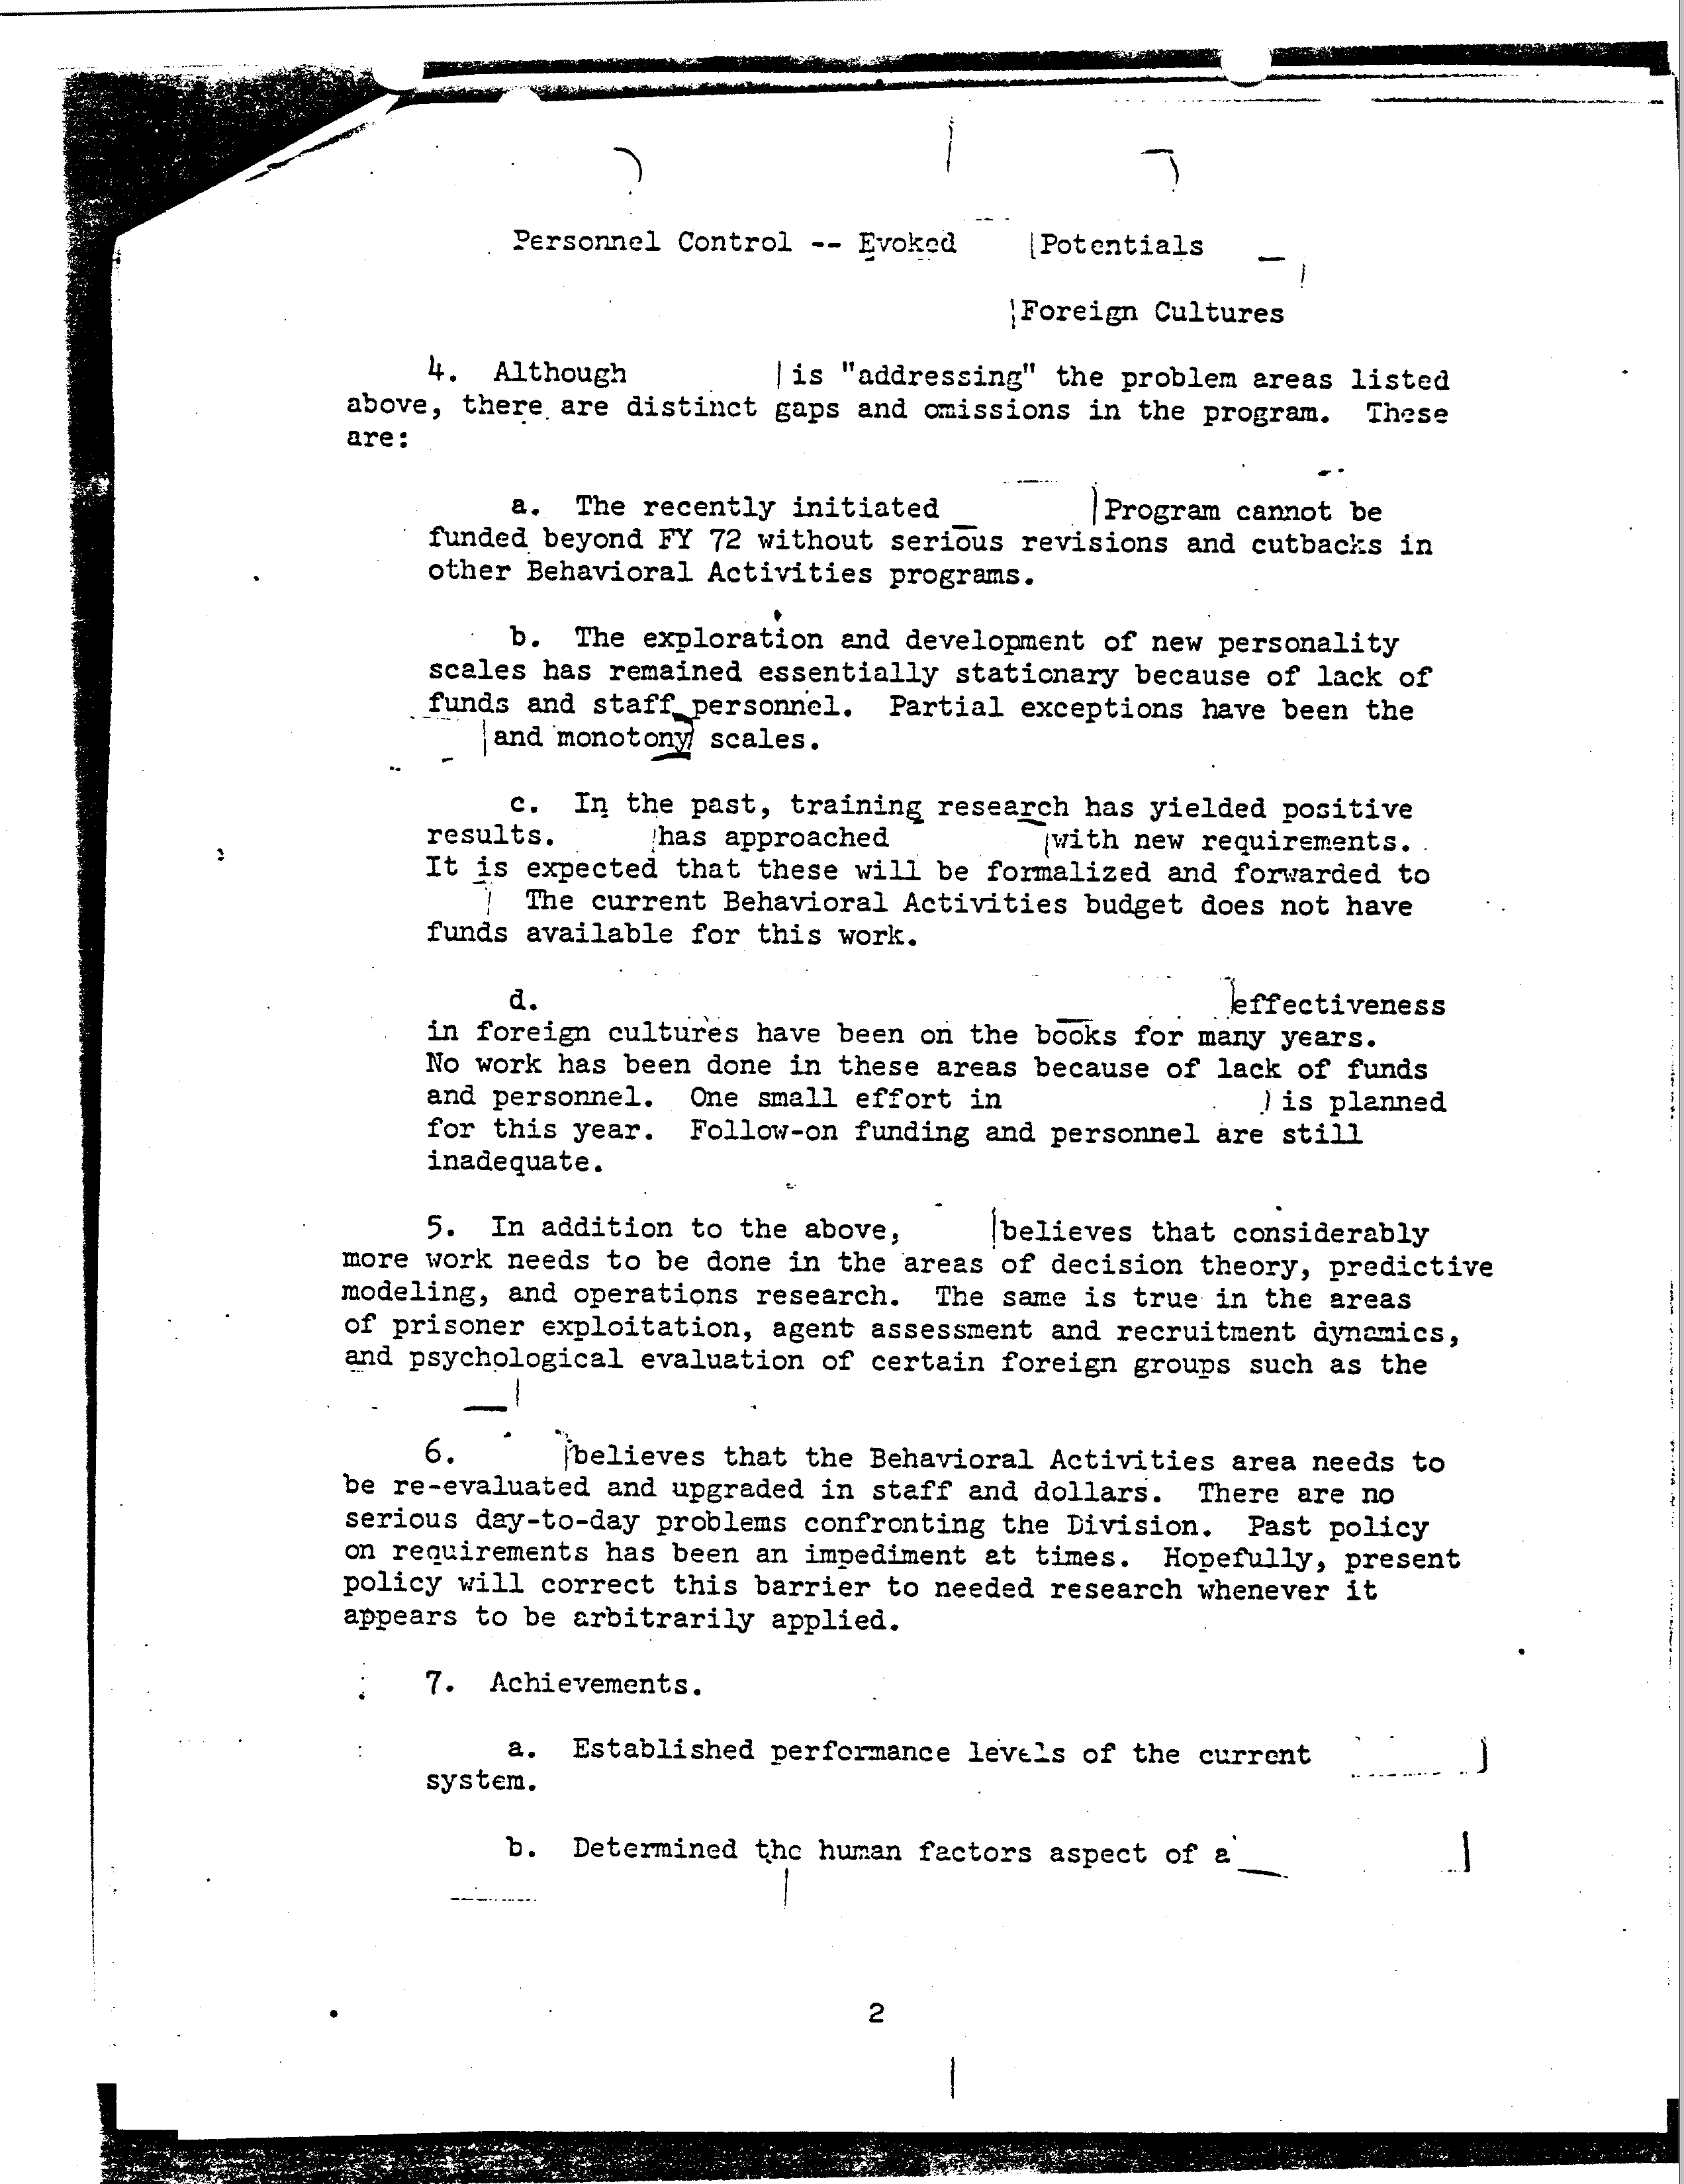 Personnel Control -- Evoked Potentials
Foreign Cultures
4. Although is "addressing" the problem areas listed
above, there are distinct gaps and omissions in the program. These
are:
a. The recently initiated Program cannot be
funded beyond FY 72 without serious revisions and cutbacks in
other Behavioral Activities programs.
b. The exploration and development of new personality
scales has remained essentially stationary because of lack of
funds and staff personnel. Partial exceptions have been the
and monotony scales.
c. In the past, training research has yielded positive
results. has approached with new requirements.
It is expected that these will be formalized and forwarded to
The current Behavioral Activities budget does not have
funds available for this work.
d. effectiveness
in foreign cultures have been on the books for many years.
No work has been done in these areas because of lack of funds
and personnel. One small effort in is planned
for this year. Follow-on funding and personnel are still
inadequate.
5. In addition to the above, believes that considerably
more work needs to be done in the areas of decision theory, predictive
modeling, and operations research. The same is true in the areas
of prisoner exploitation, agent assessment and recruitment dynamics,
and psychological evaluation of certain foreign groups such as the
6. believes that the Behavioral Activities area needs to
be re-evaluated and upgraded in staff and dollars. There are no
serious day-to-day problems confronting the Division. Past policy
on requirements has been an impediment at times. Hopefully, present
policy will correct this barrier to needed research whenever it
appears to be arbitrarily applied.
7. Achievements.
a. Established performance levels of the current
system.
b. Determined the human factors aspect of a
2